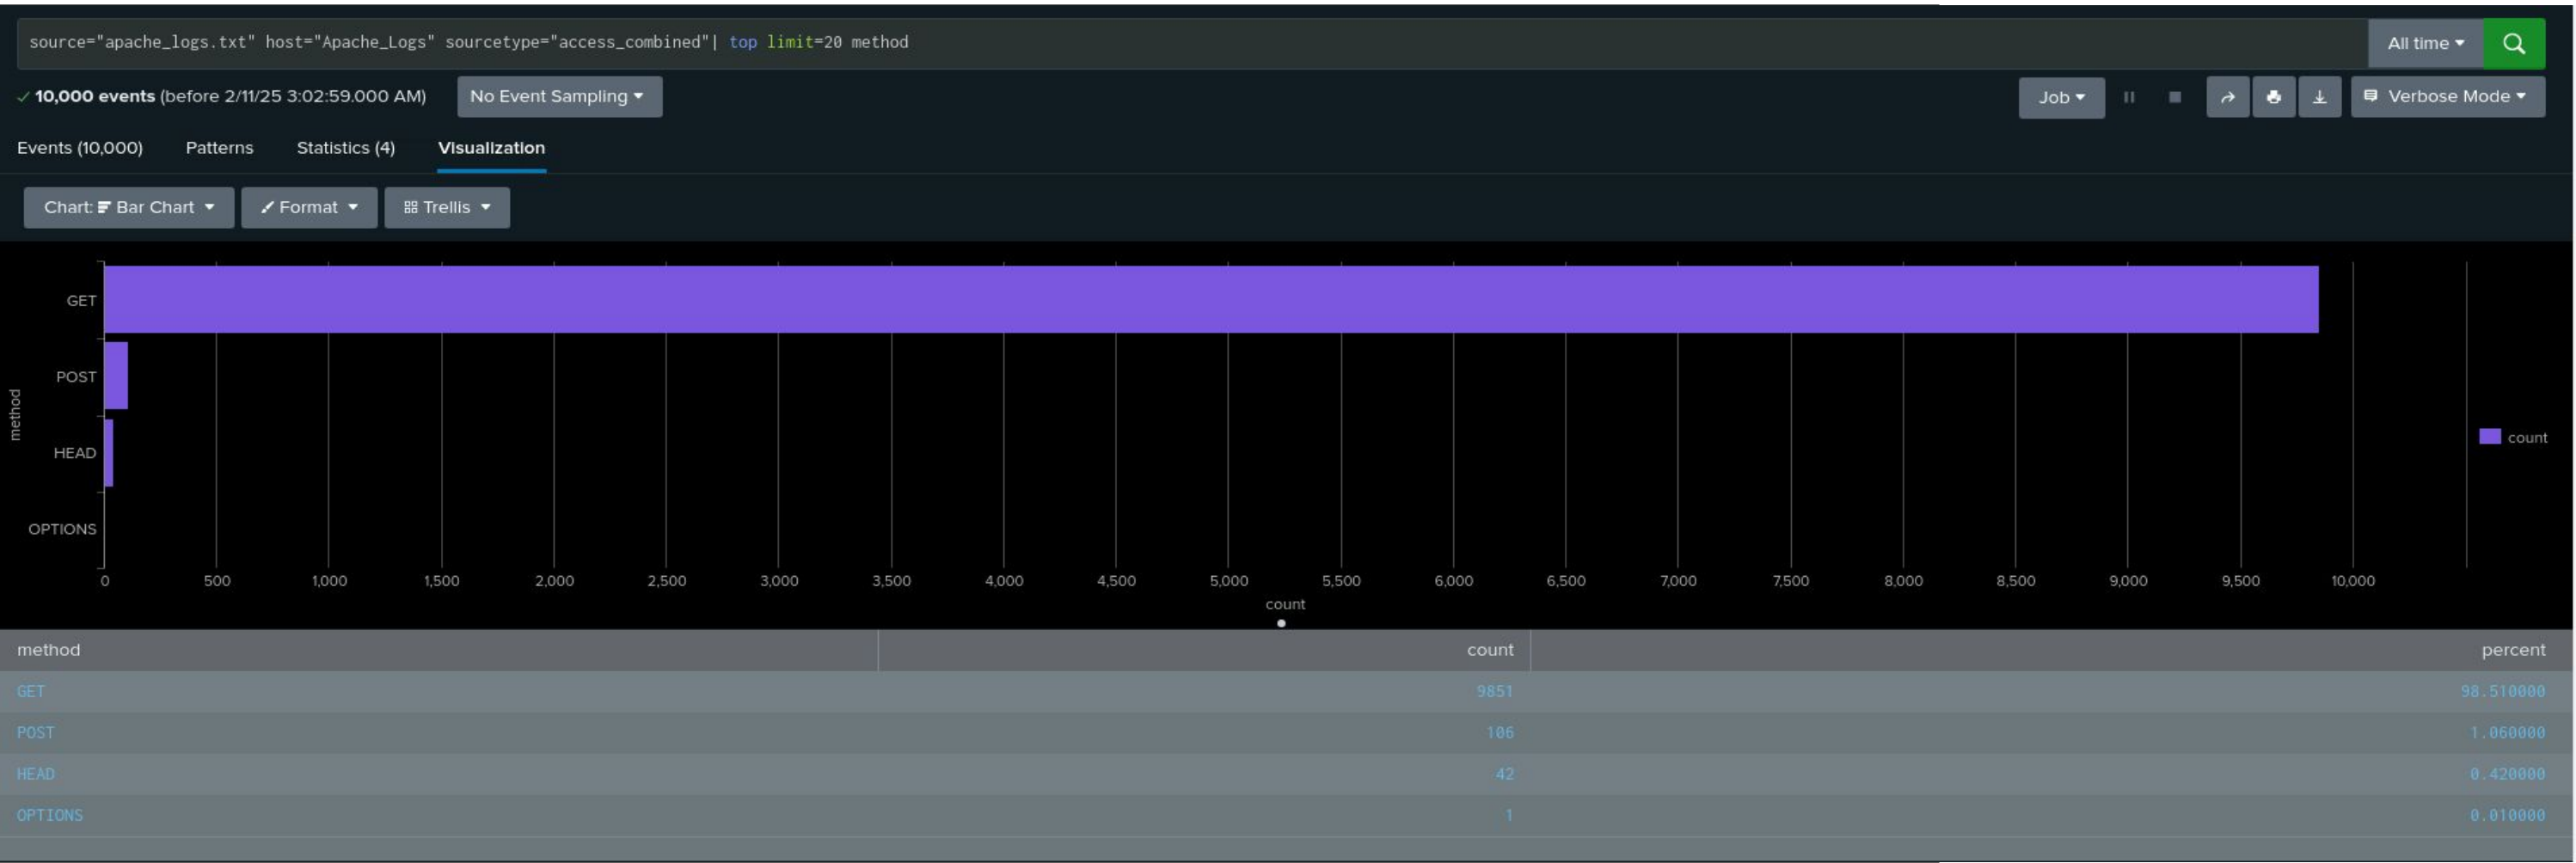 source="apache_logs.txt" host="Apache_Logs" sourcetype="access_combined"| top limit=20 method
All time
✓ 10,000 events (before 2/11/25 3:02:59.000 AM)
No Event Sampling
Job
Verbose Mode
Events (10,000)
Patterns
Statistics (4)
Visualization
Chart: Bar Chart
Format
Trellis
method
GET
POST
HEAD
OPTIONS
0 500 1,000 1,500 2,000 2,500 3,000 3,500 4,000 4,500 5,000 5,500 6,000 6,500 7,000 7,500 8,000 8,500 9,000 9,500 10,000
count
count
method count percent
GET 9851 98.510000
POST 106 1.060000
HEAD 42 0.420000
OPTIONS 1 0.010000